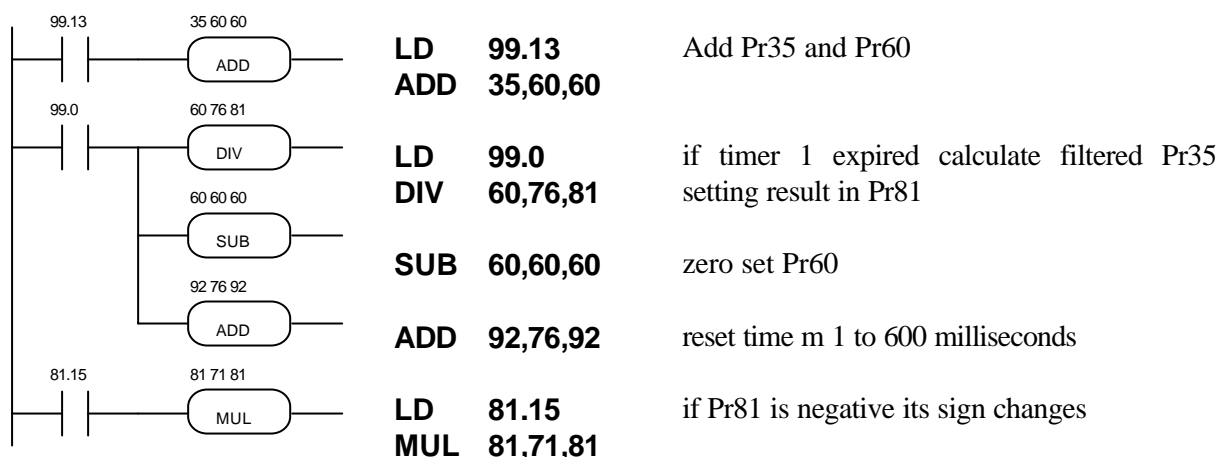 99.13 35 60 60
ADD
LD 99.13 Add Pr35 and Pr60
ADD 35,60,60
99.0 60 76 81
DIV
LD 99.0 if timer 1 expired calculate filtered Pr35
DIV 60,76,81 setting result in Pr81
60 60 60
SUB
SUB 60,60,60 zero set Pr60
92 76 92
ADD
ADD 92,76,92 reset time m 1 to 600 milliseconds
81.15 81 71 81
MUL
LD 81.15 if Pr81 is negative its sign changes
MUL 81,71,81